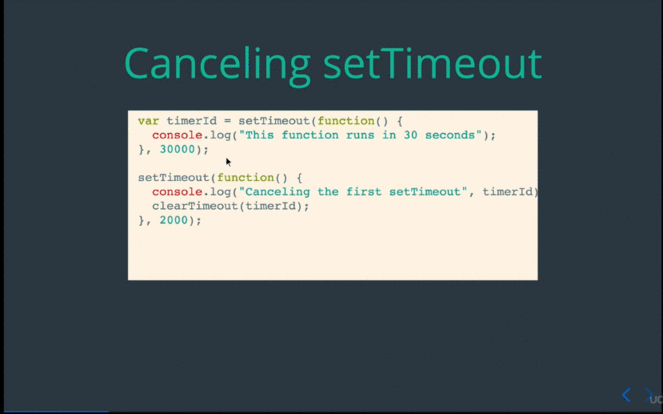 Canceling setTimeout
var timerId = setTimeout(function() {
  console.log("This function runs in 30 seconds");
}, 30000);
setTimeout(function() {
  console.log("Canceling the first setTimeout", timerId)
  clearTimeout(timerId);
}, 2000);